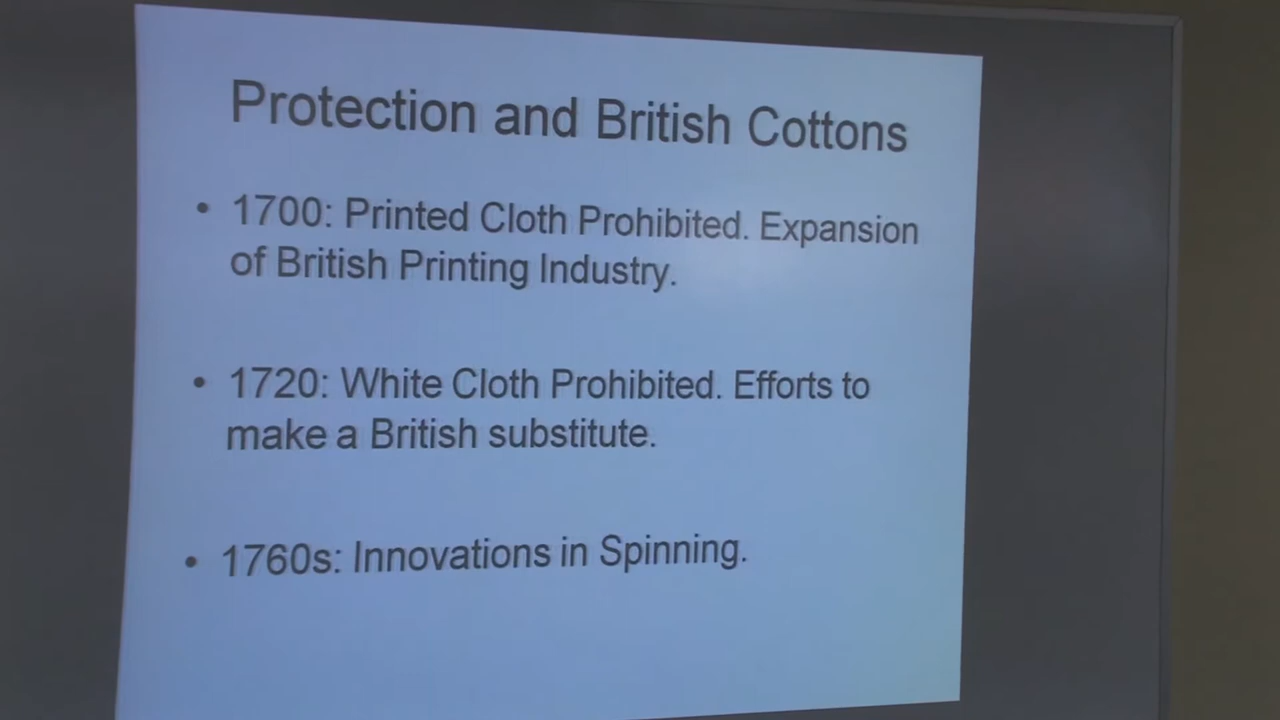 Protection and British Cottons
• 1700: Printed Cloth Prohibited. Expansion
of British Printing Industry.
• 1720: White Cloth Prohibited. Efforts to
make a British substitute.
• 1760s: Innovations in Spinning.